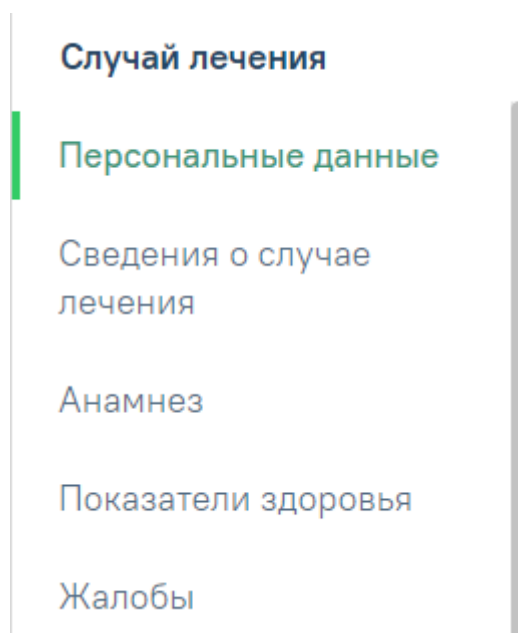 Случай лечения
Персональные данные
Сведения о случае
лечения
Анамнез
Показатели здоровья
Жалобы